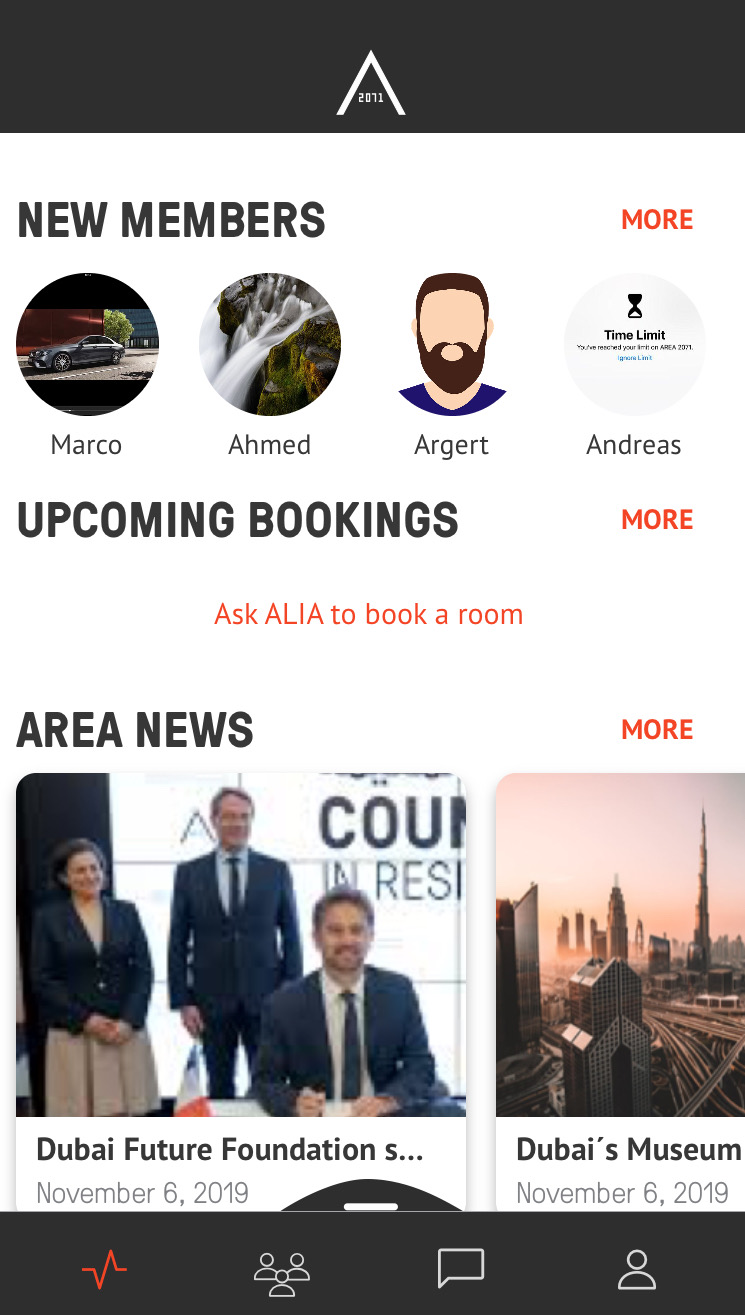 2071
NEW MEMBERS
MORE
Time Limit
You've reached your limit on AREA 2071.
Ignore Limit
Marco
Ahmed
Argert
Andreas
UPCOMING BOOKINGS
MORE
Ask ALIA to book a room
AREA NEWS
MORE
COUN
IN RESI
Dubai Future Foundation s...
November 6, 2019
Dubai´s Museum
November 6, 2019